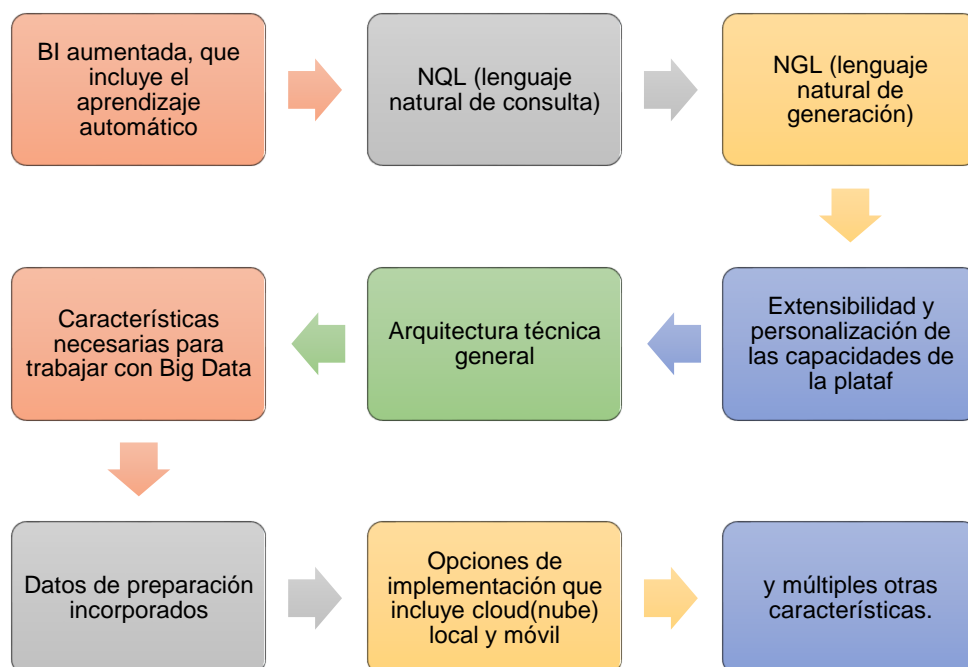 BI aumentada, que
incluye el
aprendizaje
automático
NQL (lenguaje
natural de consulta)
NGL (lenguaje
natural de
generación)
Extensibilidad y
personalización de
las capacidades de
la plataf
Arquitectura técnica
general
Características
necesarias para
trabajar con Big Data
Datos de preparación
incorporados
Opciones de
implementación que
incluye cloud(nube)
local y móvil
y múltiples otras
características.